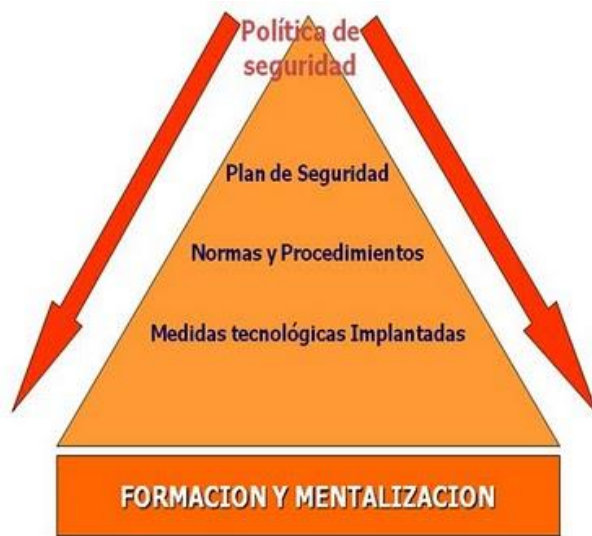 Política de
seguridad
Plan de Seguridad
Normas y Procedimientos
Medidas tecnológicas Implantadas
FORMACION Y MENTALIZACION